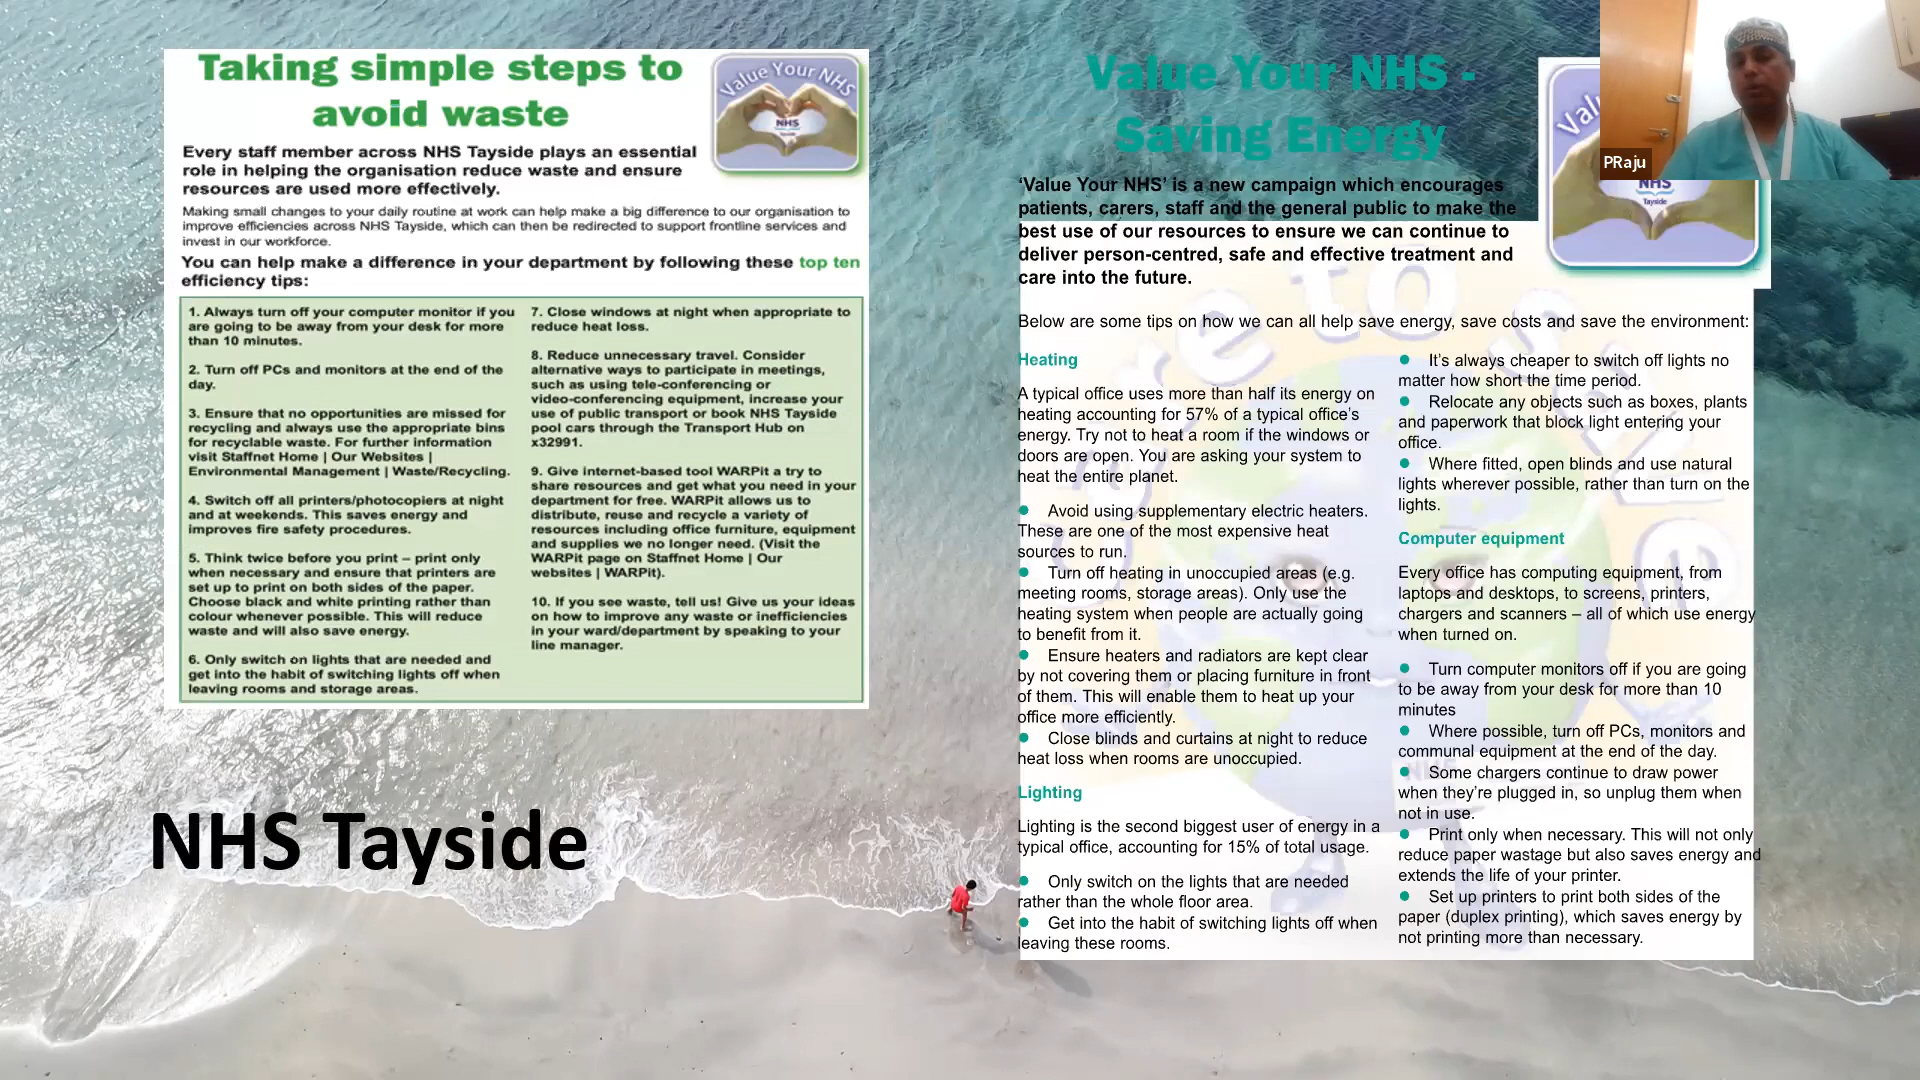 Taking simple steps to
avoid waste
Value Your NHS
NHS
Tayside
Every staff member across NHS Tayside plays an essential
role in helping the organisation reduce waste and ensure
resources are used more effectively.
Making small changes to your daily routine at work can help make a big difference to our organisation to
improve efficiencies across NHS Tayside, which can then be redirected to support frontline services and
invest in our workforce.
You can help make a difference in your department by following these top ten
efficiency tips:
1. Always turn off your computer monitor if you
are going to be away from your desk for more
than 10 minutes.
2. Turn off PCs and monitors at the end of the
day.
3. Ensure that no opportunities are missed for
recycling and always use the appropriate bins
for recyclable waste. For further information
visit Staffnet Home | Our Websites |
Environmental Management | Waste/Recycling.
4. Switch off all printers/photocopiers at night
and at weekends. This saves energy and
improves fire safety procedures.
5. Think twice before you print – print only
when necessary and ensure that printers are
set up to print on both sides of the paper.
Choose black and white printing rather than
colour whenever possible. This will reduce
waste and will also save energy.
6. Only switch on lights that are needed and
get into the habit of switching lights off when
leaving rooms and storage areas.
7. Close windows at night when appropriate to
reduce heat loss.
8. Reduce unnecessary travel. Consider
alternative ways to participate in meetings,
such as using tele-conferencing or
video-conferencing equipment, increase your
use of public transport or book NHS Tayside
pool cars through the Transport Hub on
x32991.
9. Give internet-based tool WARPit a try to
share resources and get what you need in your
department for free. WARPit allows us to
distribute, reuse and recycle a variety of
resources including office furniture, equipment
and supplies we no longer need. (Visit the
WARPit page on Staffnet Home | Our
websites | WARPit).
10. If you see waste, tell us! Give us your ideas
on how to improve any waste or inefficiencies
in your ward/department by speaking to your
line manager.
NHS Tayside
Value Your NHS -
Saving Energy
PRaju
Val
NHS
Tayside
‘Value Your NHS’ is a new campaign which encourages
patients, carers, staff and the general public to make the
best use of our resources to ensure we can continue to
deliver person-centred, safe and effective treatment and
care into the future.
Below are some tips on how we can all help save energy, save costs and save the environment:
Heating
A typical office uses more than half its energy on
heating accounting for 57% of a typical office’s
energy. Try not to heat a room if the windows or
doors are open. You are asking your system to
heat the entire planet.
● Avoid using supplementary electric heaters.
These are one of the most expensive heat
sources to run.
● Turn off heating in unoccupied areas (e.g.
meeting rooms, storage areas). Only use the
heating system when people are actually going
to benefit from it.
● Ensure heaters and radiators are kept clear
by not covering them or placing furniture in front
of them. This will enable them to heat up your
office more efficiently.
● Close blinds and curtains at night to reduce
heat loss when rooms are unoccupied.
Lighting
Lighting is the second biggest user of energy in a
typical office, accounting for 15% of total usage.
● Only switch on the lights that are needed
rather than the whole floor area.
● Get into the habit of switching lights off when
leaving these rooms.
● It’s always cheaper to switch off lights no
matter how short the time period.
● Relocate any objects such as boxes, plants
and paperwork that block light entering your
office.
● Where fitted, open blinds and use natural
lights wherever possible, rather than turn on the
lights.
Computer equipment
Every office has computing equipment, from
laptops and desktops, to screens, printers,
chargers and scanners – all of which use energy
when turned on.
● Turn computer monitors off if you are going
to be away from your desk for more than 10
minutes
● Where possible, turn off PCs, monitors and
communal equipment at the end of the day.
● Some chargers continue to draw power
when they’re plugged in, so unplug them when
not in use.
● Print only when necessary. This will not only
reduce paper wastage but also saves energy and
extends the life of your printer.
● Set up printers to print both sides of the
paper (duplex printing), which saves energy by
not printing more than necessary.